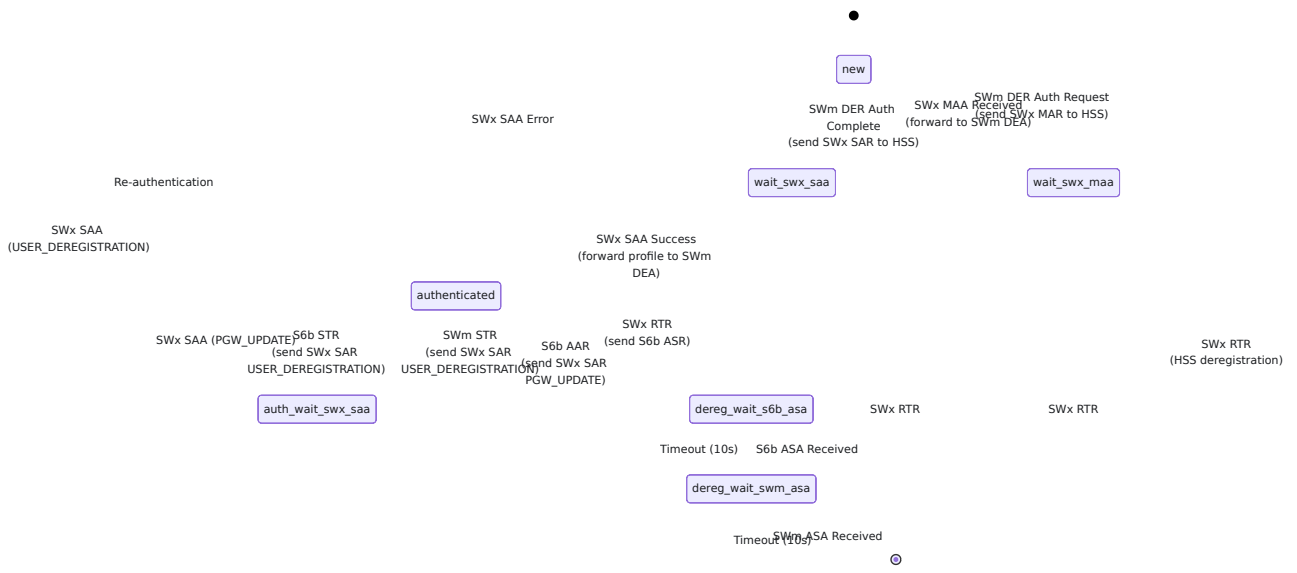 new
SWm DER Auth Request
(send SWx MAR to HSS)
SWx MAA Received
(forward to SWm DEA)
SWm DER Auth
Complete
(send SWx SAR to HSS)
SWx SAA Error
Re-authentication
wait_swx_saa
wait_swx_maa
SWx SAA
(USER_DEREGISTRATION)
SWx SAA Success
(forward profile to SWm
DEA)
authenticated
SWx SAA (PGW_UPDATE)
S6b STR
(send SWx SAR
USER_DEREGISTRATION)
SWm STR
(send SWx SAR
USER_DEREGISTRATION)
S6b AAR
(send SWx SAR
PGW_UPDATE)
SWx RTR
(send S6b ASR)
SWx RTR
(HSS deregistration)
auth_wait_swx_saa
dereg_wait_s6b_asa
SWx RTR
SWx RTR
Timeout (10s)
S6b ASA Received
dereg_wait_swm_asa
SWm ASA Received
Timeout (10s)